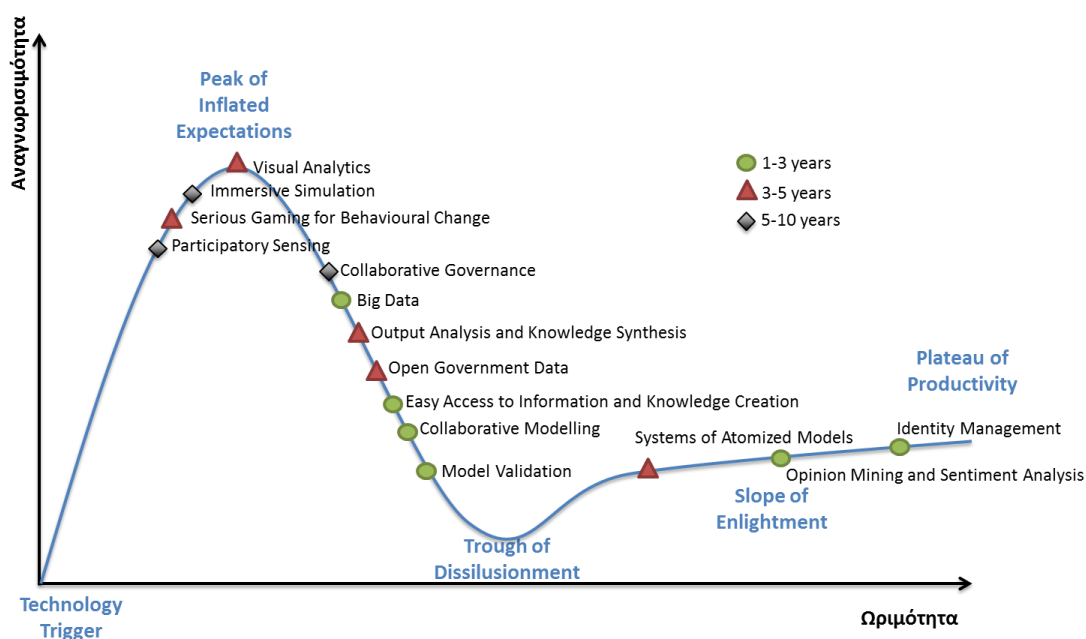 Αναγνωρισιμότητα
Peak of
Inflated
Expectations
Visual Analytics
Immersive Simulation
Serious Gaming for Behavioural Change
Participatory Sensing
1-3 years
3-5 years
5-10 years
Collaborative Governance
Big Data
Output Analysis and Knowledge Synthesis
Open Government Data
Easy Access to Information and Knowledge Creation
Collaborative Modelling
Model Validation
Plateau of
Productivity
Systems of Atomized Models
Identity Management
Opinion Mining and Sentiment Analysis
Slope of
Enlightment
Trough of
Dissilusionment
Technology
Trigger
Ωριμότητα